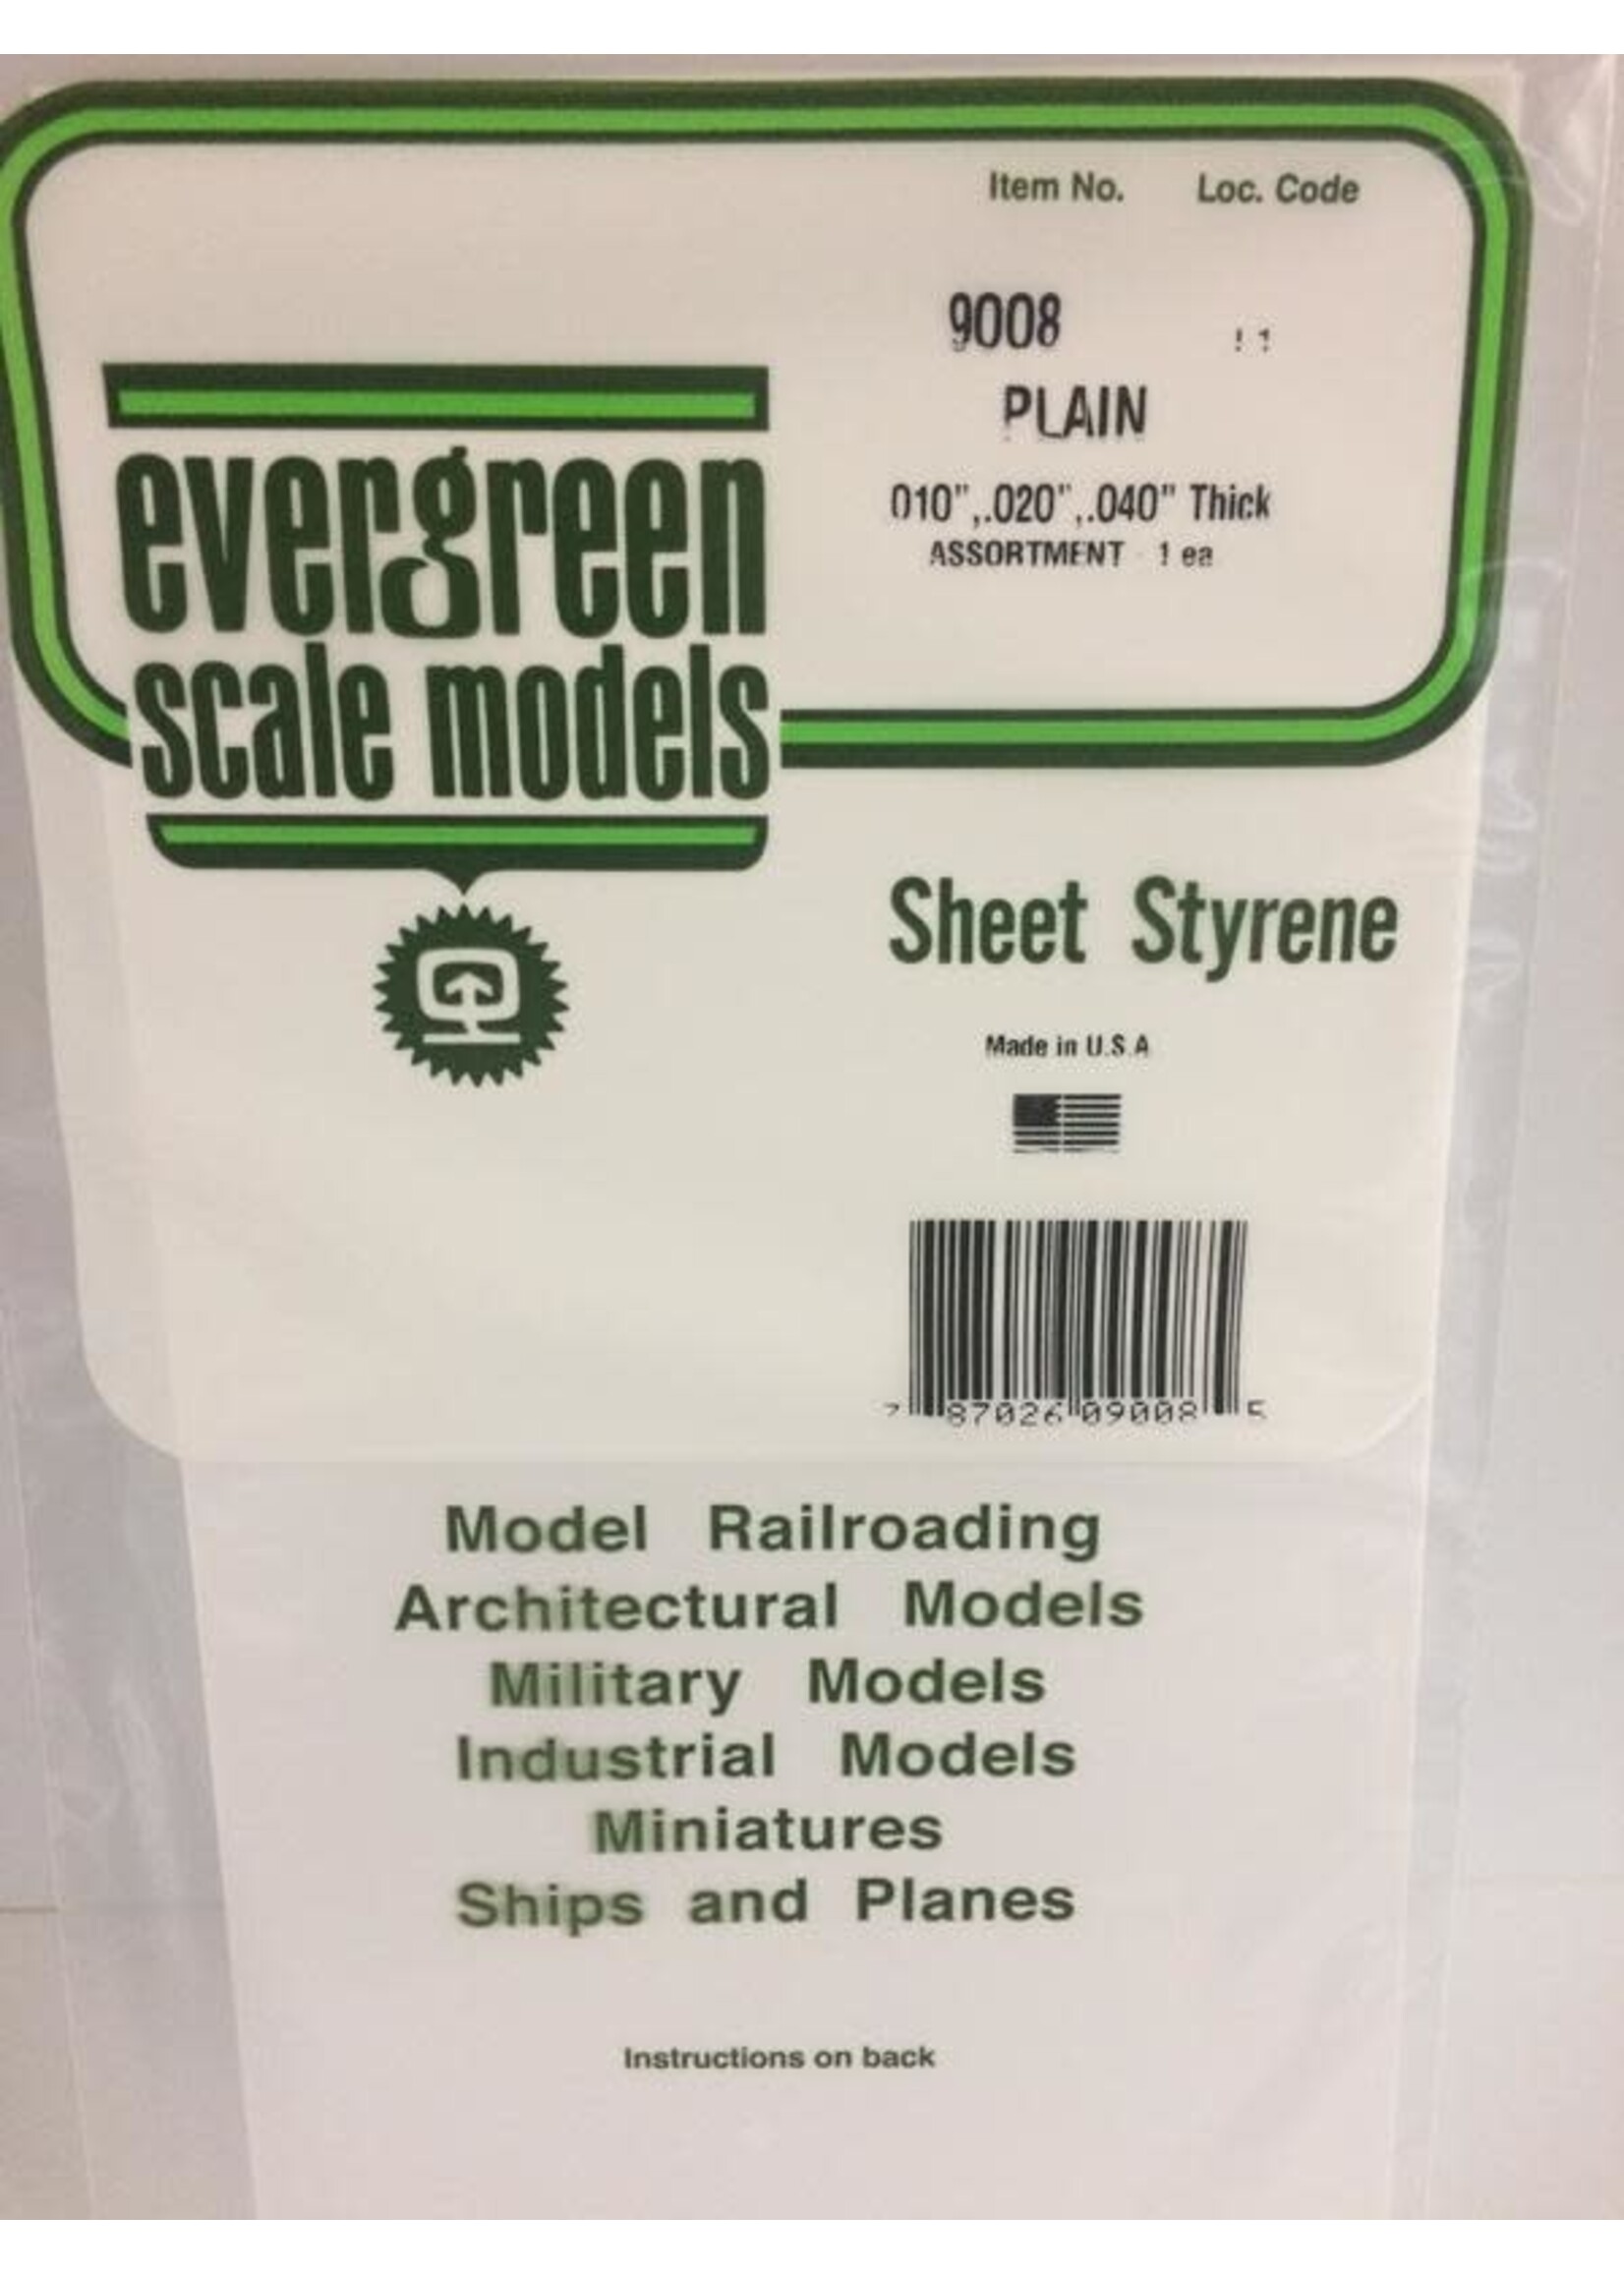 Item No. Loc. Code
9008
PLAIN
010",.020",.040" Thick
ASSORTMENT 1 ea
evergreen
scale models
Sheet Styrene
Made in U.S.A
7 87026 09008 5
Model Railroading
Architectural Models
Military Models
Industrial Models
Miniatures
Ships and Planes
Instructions on back